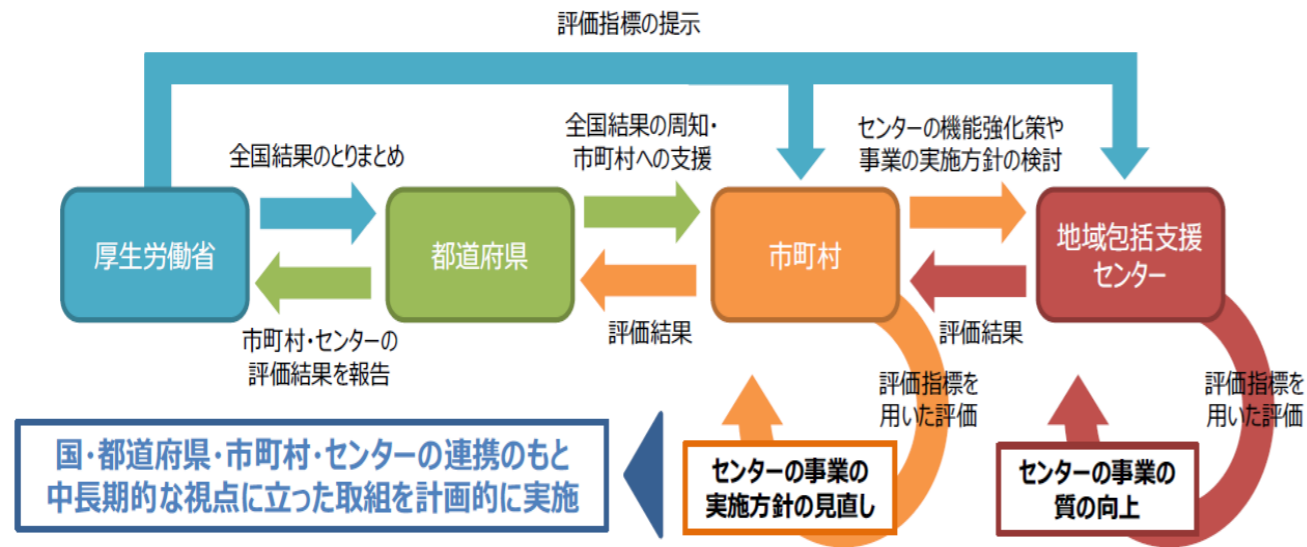 評価指標の提示
全国結果のとりまとめ
全国結果の周知・
市町村への支援
センターの機能強化策や
事業の実施方針の検討
厚生労働省
都道府県
市町村
地域包括支援
センター
市町村・センターの
評価結果を報告
評価結果
評価結果
評価指標を
用いた評価
評価指標を
用いた評価
国・都道府県・市町村・センターの連携のもと
中長期的な視点に立った取組を計画的に実施
センターの事業の
実施方針の見直し
センターの事業の
質の向上